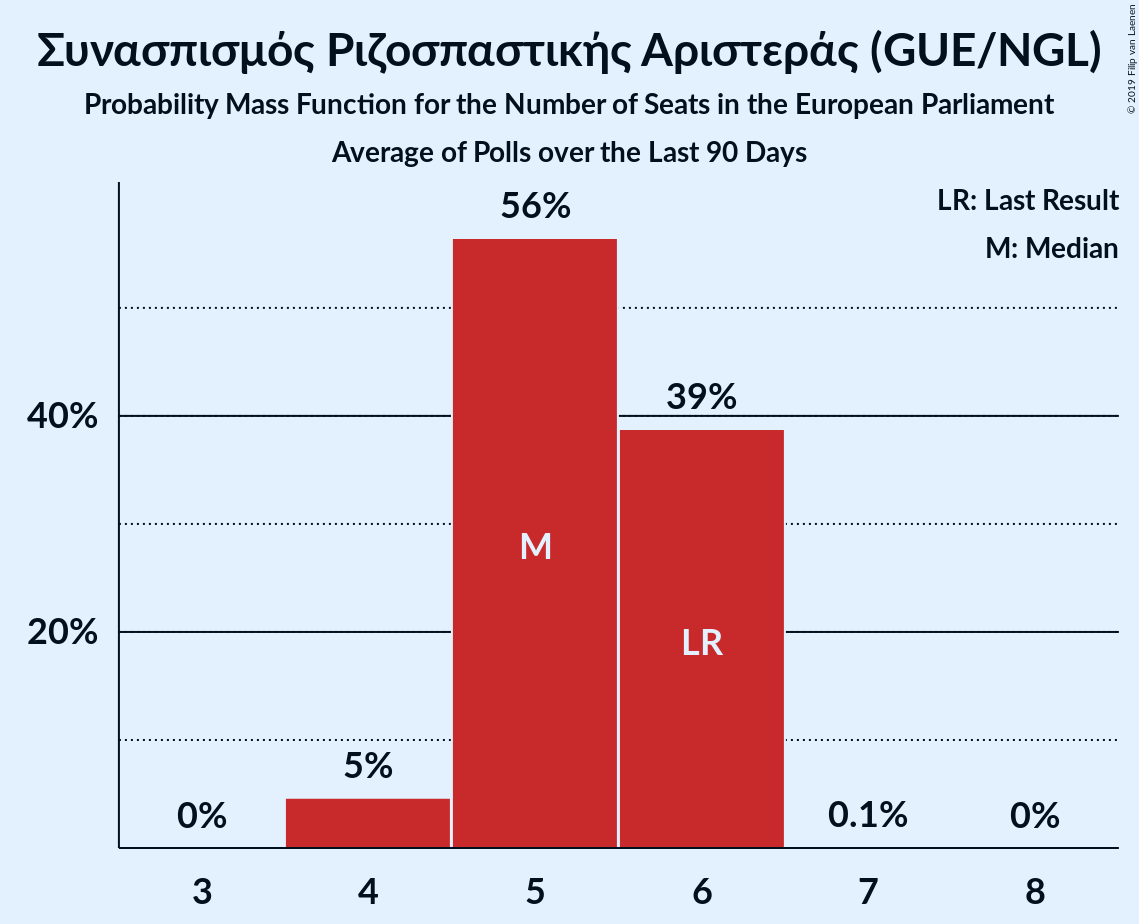 Συνασπισμός Ριζοσπαστικής Αριστεράς (GUE/NGL)
Probability Mass Function for the Number of Seats in the European Parliament
Average of Polls over the Last 90 Days
© 2019 Filip van Laenen
LR: Last Result
M: Median
56%
39%
40%
M
20%
LR
5%
0%
0.1%
0%
3 4 5 6 7 8